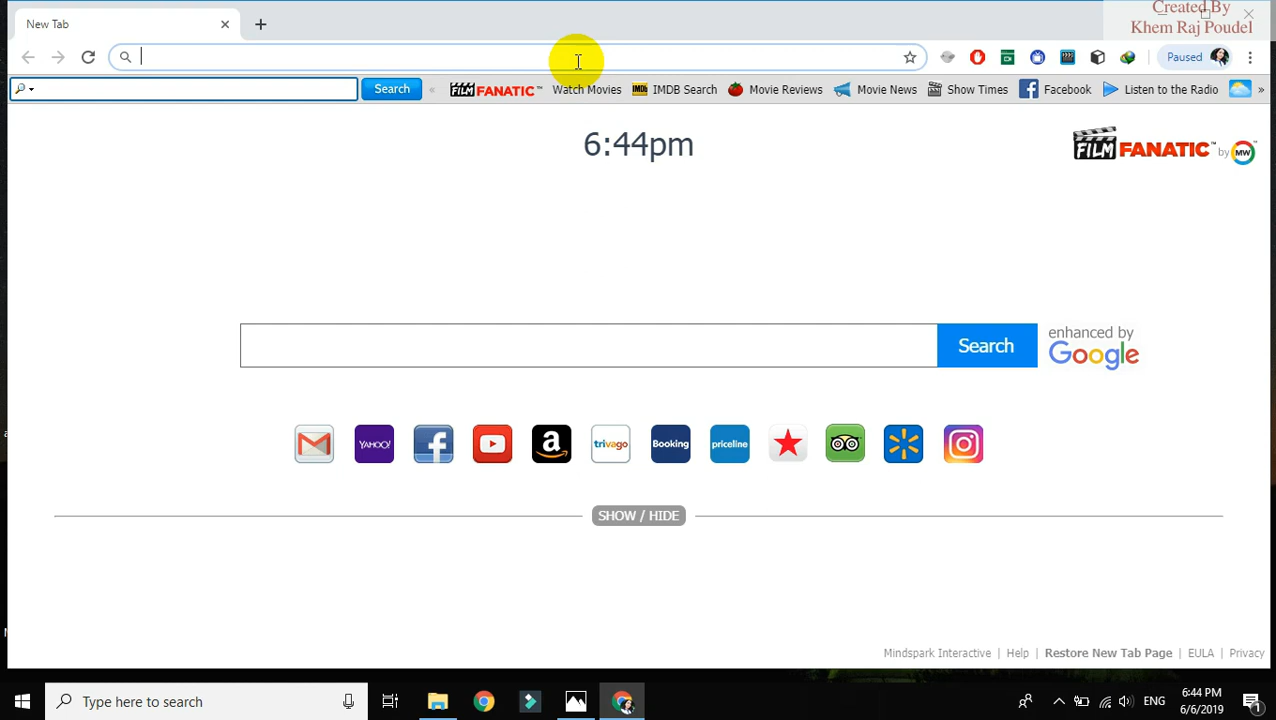 New Tab
Created By
Khem Raj Poudel
Paused
Search
FILM FANATIC™
Watch Movies
IMDB Search
Movie Reviews
Movie News
Show Times
Facebook
Listen to the Radio
6:44pm
FILM FANATIC™ by MW
Search
enhanced by
Google
YAHOO!
trivago
Booking
priceline
SHOW / HIDE
Mindspark Interactive | Help | Restore New Tab Page | EULA | Privacy
Type here to search
ENG
6:44 PM
6/6/2019
1